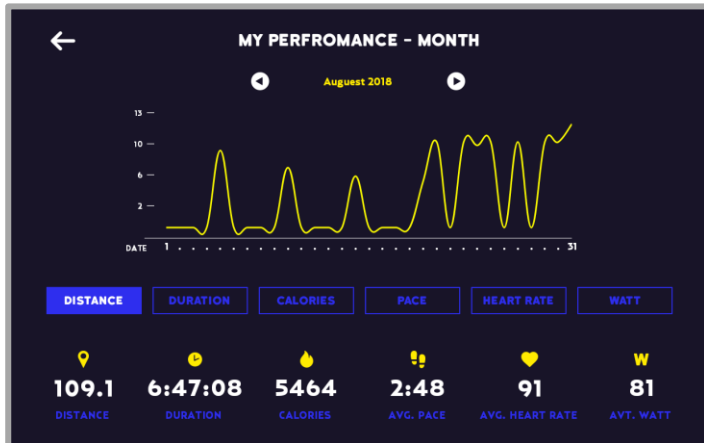 MY PERFROMANCE - MONTH
Auguest 2018
13
10
6
2
DATE 1 31
DISTANCE DURATION CALORIES PACE HEART RATE WATT
W
109.1 6:47:08 5464 2:48 91 81
DISTANCE DURATION CALORIES AVG. PACE AVG. HEART RATE AVT. WATT